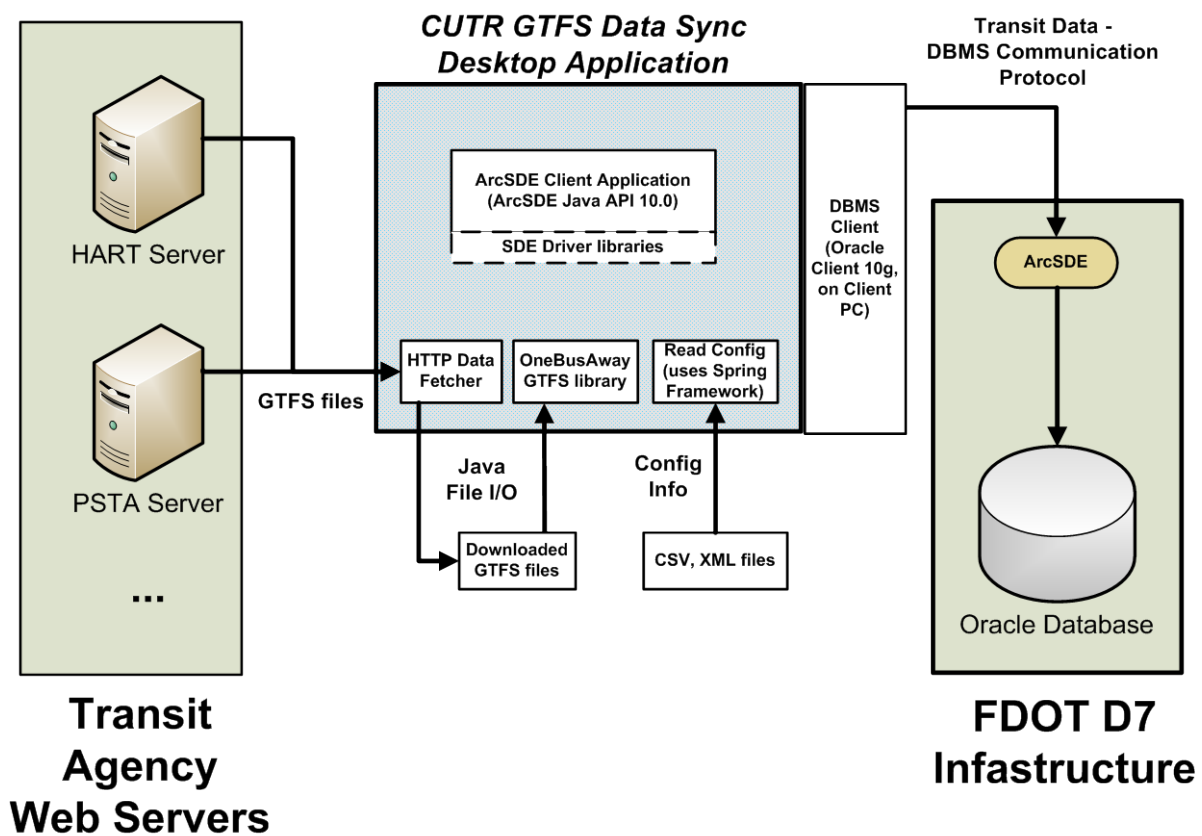 CUTR GTFS Data Sync
Desktop Application
Transit Data -
DBMS Communication
Protocol
HART Server
PSTA Server
...
GTFS files
ArcSDE Client Application
(ArcSDE Java API 10.0)
SDE Driver libraries
HTTP Data
Fetcher
OneBusAway
GTFS library
Read Config
(uses Spring
Framework)
DBMS
Client
(Oracle
Client 10g,
on Client
PC)
Java
File I/O
Config
Info
Downloaded
GTFS files
CSV, XML files
ArcSDE
Oracle Database
Transit
Agency
Web Servers
FDOT D7
Infastructure